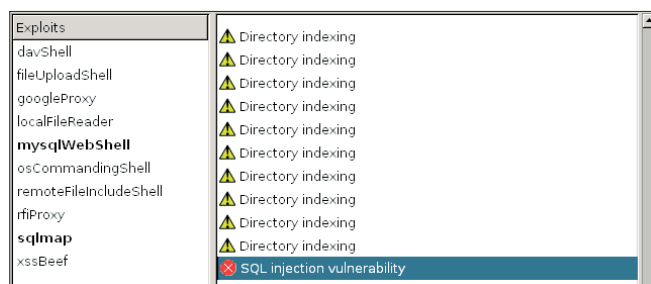 Exploits
davShell
fileUploadShell
googleProxy
localFileReader
mysqlWebShell
osCommandingShell
remoteFileIncludeShell
rfiProxy
sqlmap
xssBeef
Directory indexing
Directory indexing
Directory indexing
Directory indexing
Directory indexing
Directory indexing
Directory indexing
Directory indexing
Directory indexing
Directory indexing
SQL injection vulnerability